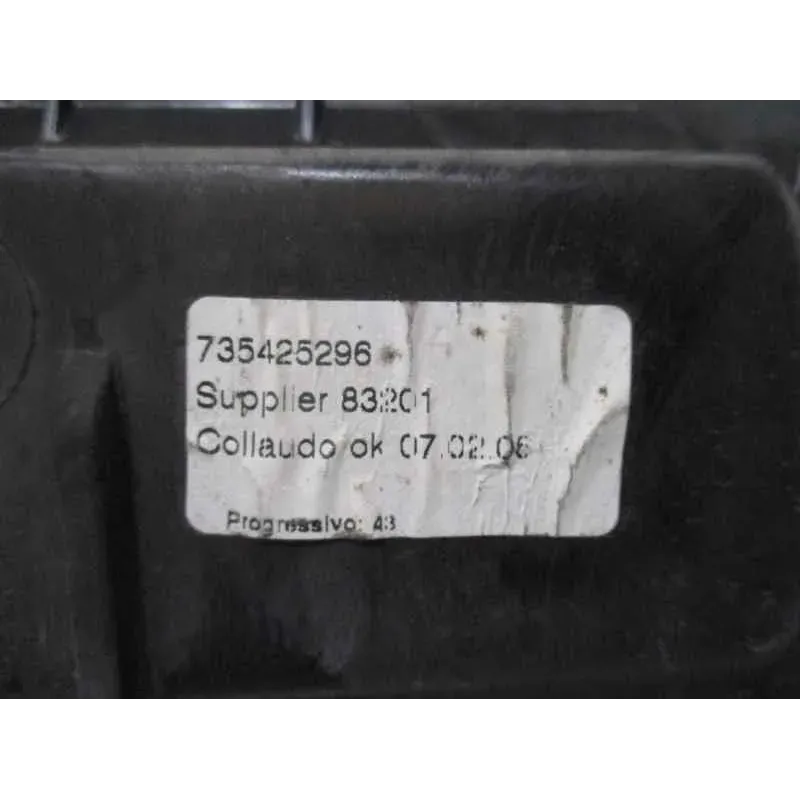 735425296
Supplier 83201
Collaudo ok 07.02.06
Progressivo: 43